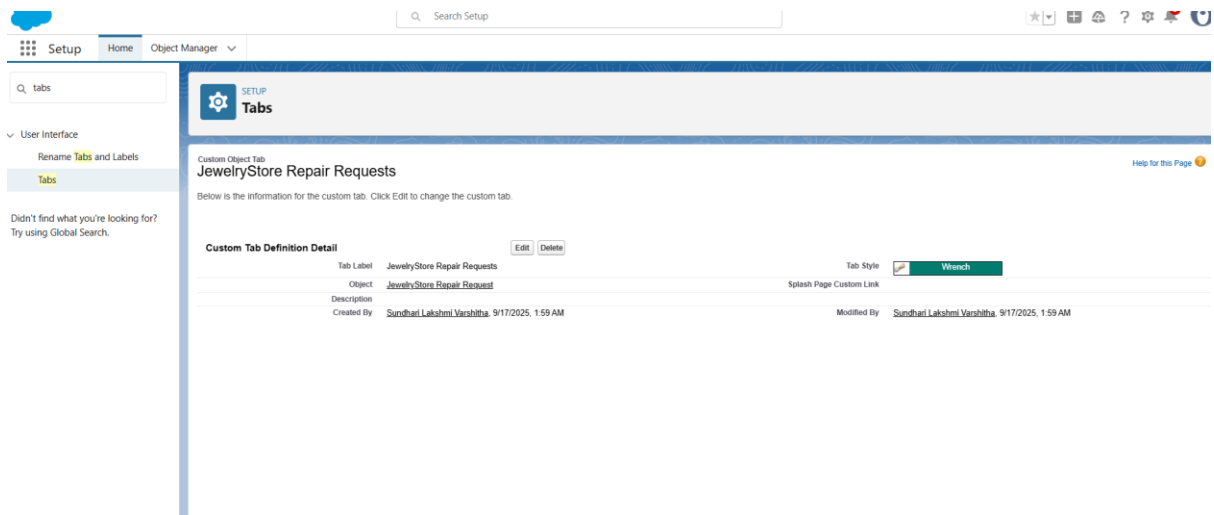 Search Setup
Setup Home Object Manager
tabs
SETUP
Tabs
User Interface
Rename Tabs and Labels
Tabs
Didn't find what you're looking for?
Try using Global Search.
Custom Object Tab
JewelryStore Repair Requests
Help for this Page
Below is the information for the custom tab. Click Edit to change the custom tab.
Custom Tab Definition Detail Edit Delete
Tab Label JewelryStore Repair Requests Tab Style Wrench
Object JewelryStore Repair Request Splash Page Custom Link
Description
Created By Sundhari Lakshmi Varshitha, 9/17/2025, 1:59 AM Modified By Sundhari Lakshmi Varshitha, 9/17/2025, 1:59 AM